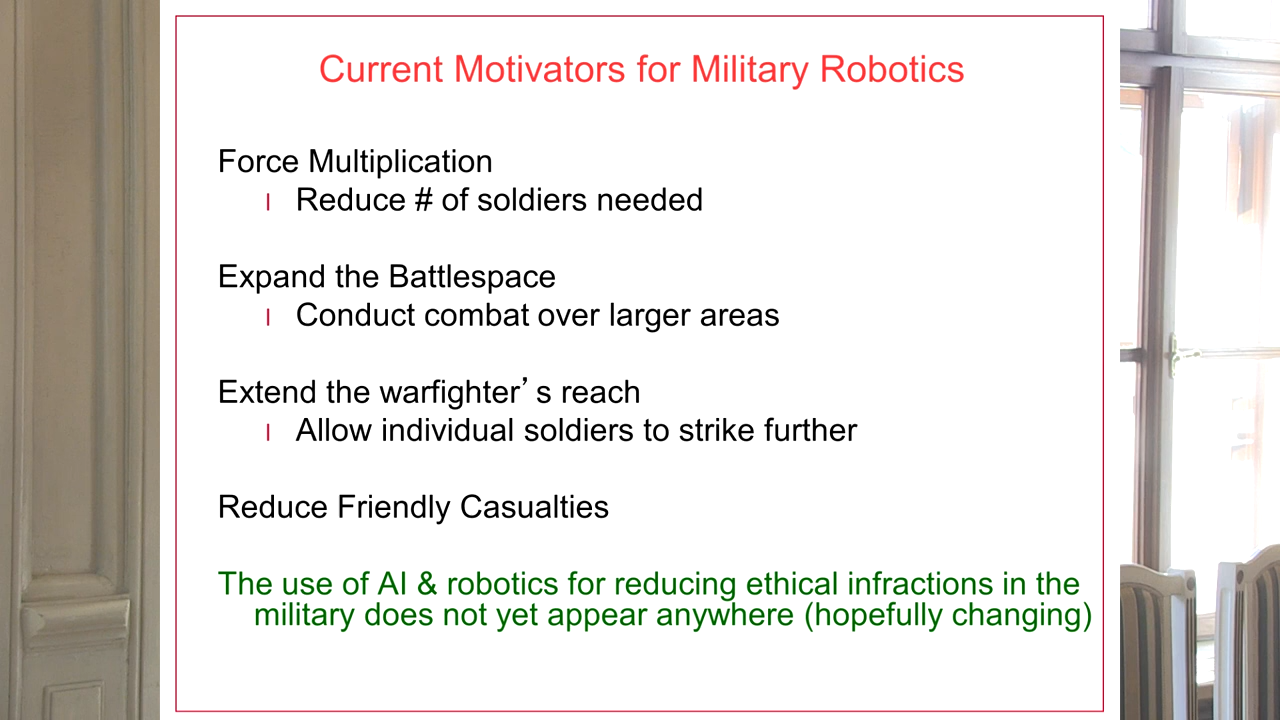 Current Motivators for Military Robotics
Force Multiplication
l Reduce # of soldiers needed
Expand the Battlespace
l Conduct combat over larger areas
Extend the warfighter’s reach
l Allow individual soldiers to strike further
Reduce Friendly Casualties
The use of AI & robotics for reducing ethical infractions in the
military does not yet appear anywhere (hopefully changing)